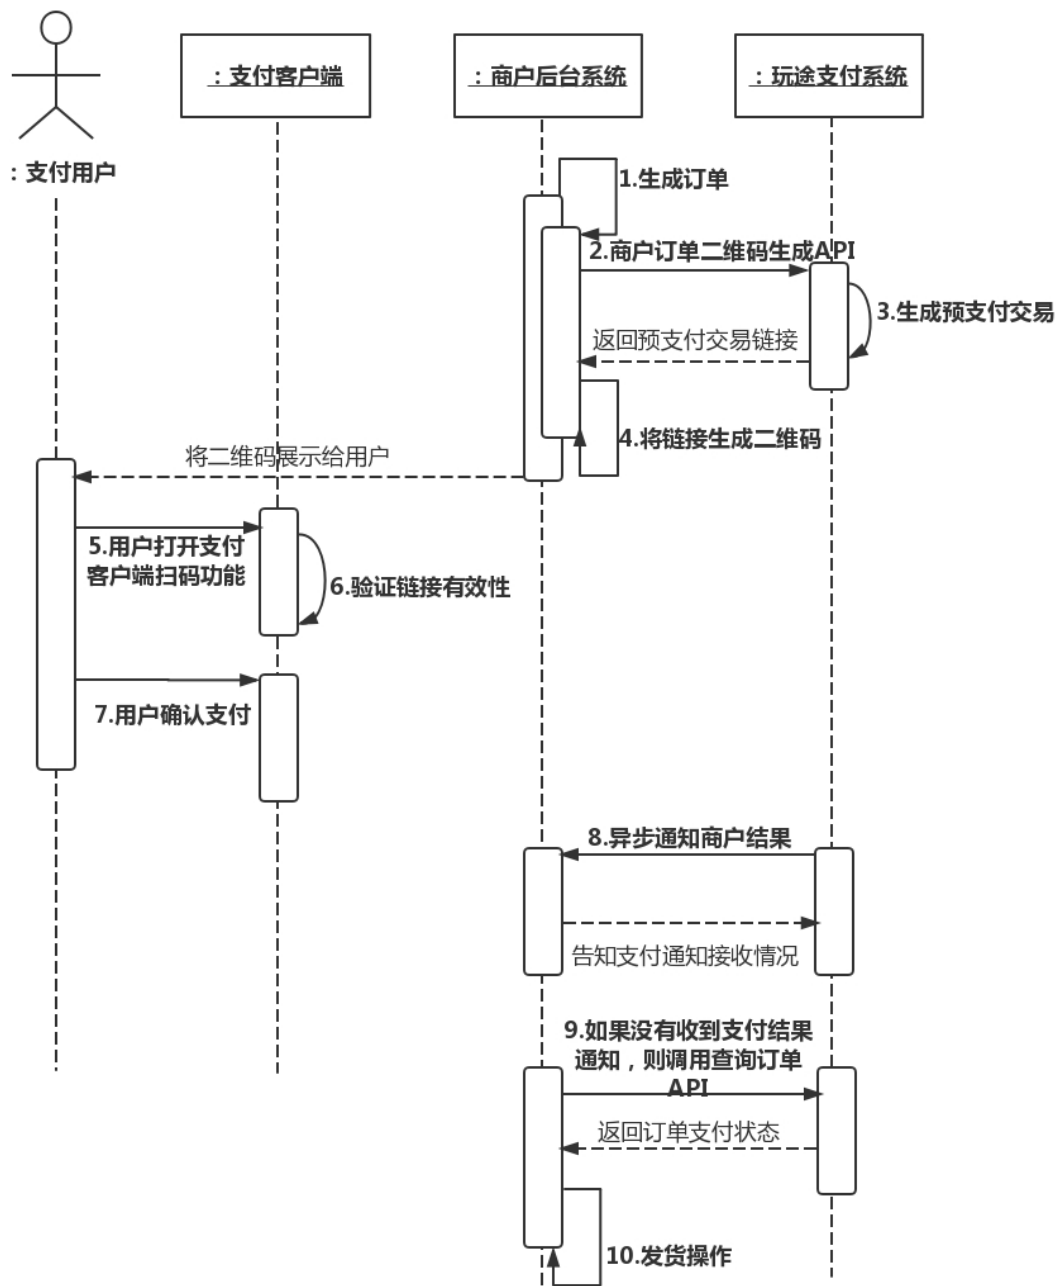 ：支付客户端
：商户后台系统
：玩途支付系统
：支付用户
1.生成订单
2.商户订单二维码生成API
3.生成预支付交易
返回预支付交易链接
4.将链接生成二维码
将二维码展示给用户
5.用户打开支付
客户端扫码功能
6.验证链接有效性
7.用户确认支付
8.异步通知商户结果
告知支付通知接收情况
9.如果没有收到支付结果
通知，则调用查询订单
API
返回订单支付状态
10.发货操作